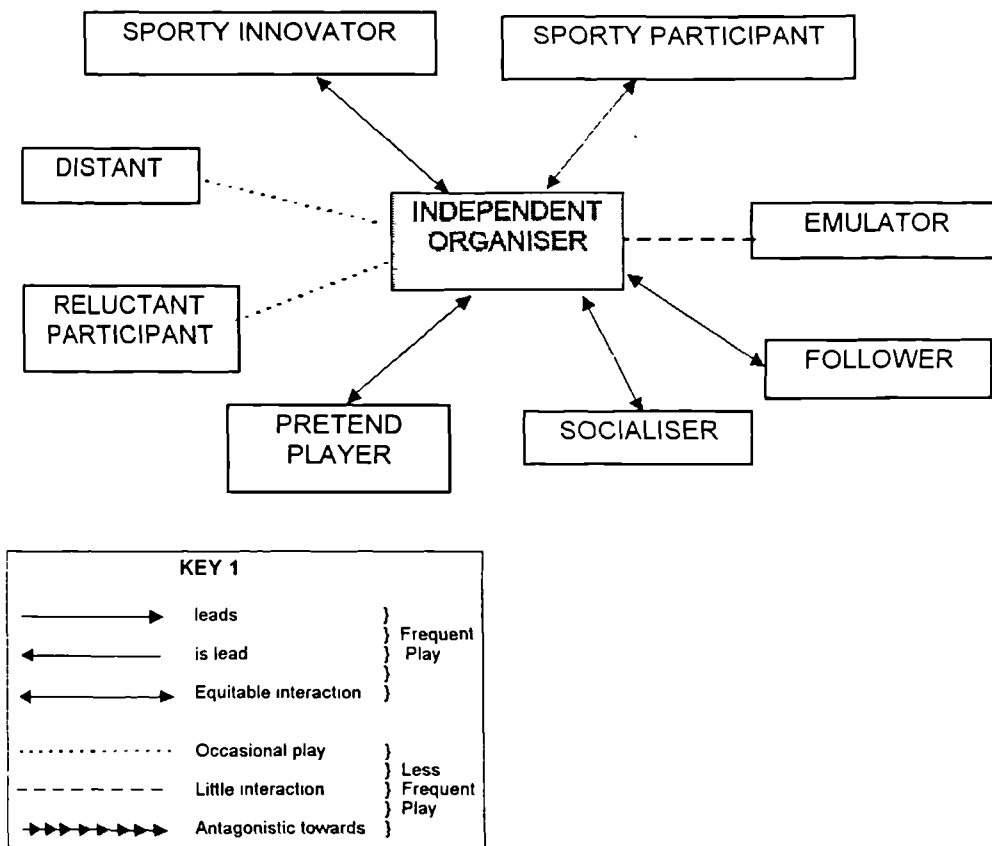 SPORTY INNOVATOR
SPORTY PARTICIPANT
DISTANT
INDEPENDENT
ORGANISER
EMULATOR
RELUCTANT
PARTICIPANT
FOLLOWER
PRETEND
PLAYER
SOCIALISER
KEY 1
leads }
} Frequent
is lead } Play
}
Equitable interaction }
Occasional play }
} Less
Little interaction } Frequent
} Play
Antagonistic towards }